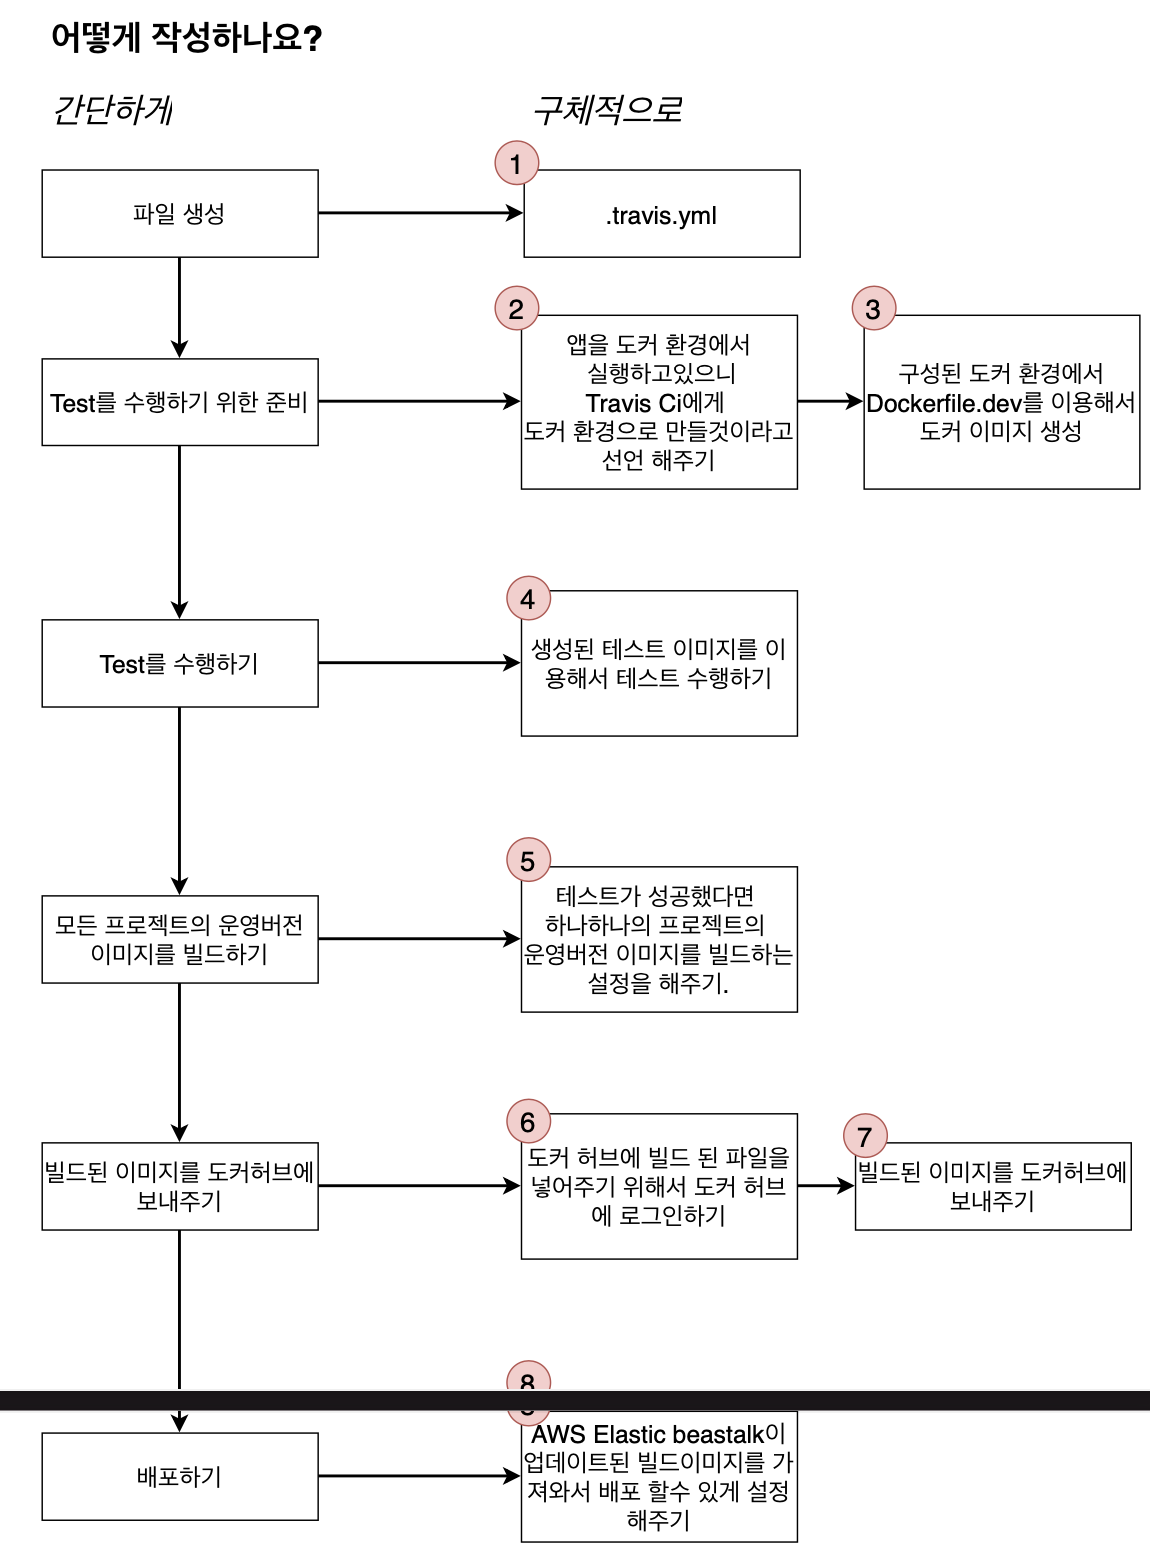 어떻게 작성하나요?
간단하게
구체적으로
1
파일 생성
.travis.yml
2
3
Test를 수행하기 위한 준비
앱을 도커 환경에서
실행하고있으니
Travis Ci에게
도커 환경으로 만들것이라고
선언 해주기
구성된 도커 환경에서
Dockerfile.dev를 이용해서
도커 이미지 생성
4
Test를 수행하기
생성된 테스트 이미지를 이
용해서 테스트 수행하기
5
모든 프로젝트의 운영버전
이미지를 빌드하기
테스트가 성공했다면
하나하나의 프로젝트의
운영버전 이미지를 빌드하는
설정을 해주기.
6
7
빌드된 이미지를 도커허브에
보내주기
도커 허브에 빌드 된 파일을
넣어주기 위해서 도커 허브
에 로그인하기
빌드된 이미지를 도커허브에
보내주기
8
배포하기
AWS Elastic beastalk이
업데이트된 빌드이미지를 가
져와서 배포 할수 있게 설정
해주기